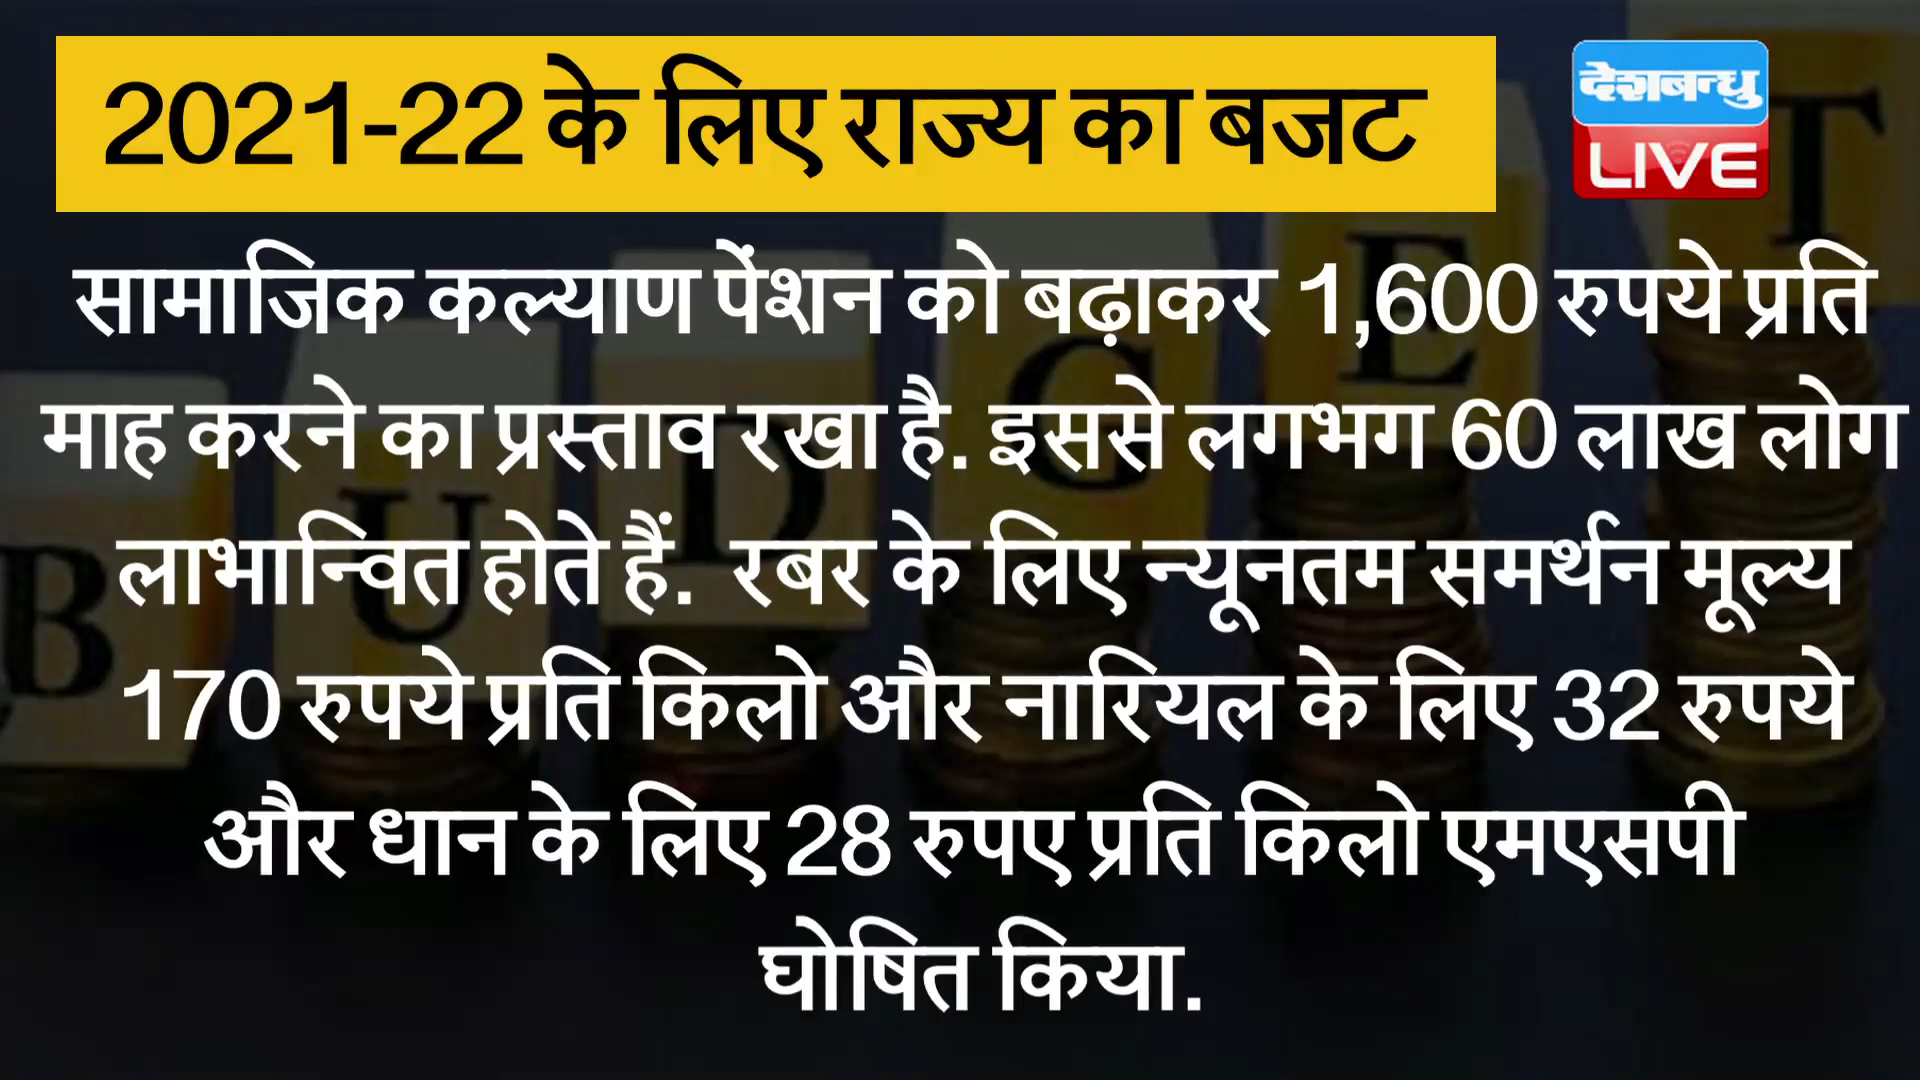 2021-22 के लिए राज्य का बजट
देशबन्धु
LIVE
सामाजिक कल्याण पेंशन को बढ़ाकर 1,600 रुपये प्रति
माह करने का प्रस्ताव रखा है. इससे लगभग 60 लाख लोग
लाभान्वित होते हैं. रबर के लिए न्यूनतम समर्थन मूल्य
170 रुपये प्रति किलो और नारियल के लिए 32 रुपये
और धान के लिए 28 रुपए प्रति किलो एमएसपी
घोषित किया.
B U D G E T